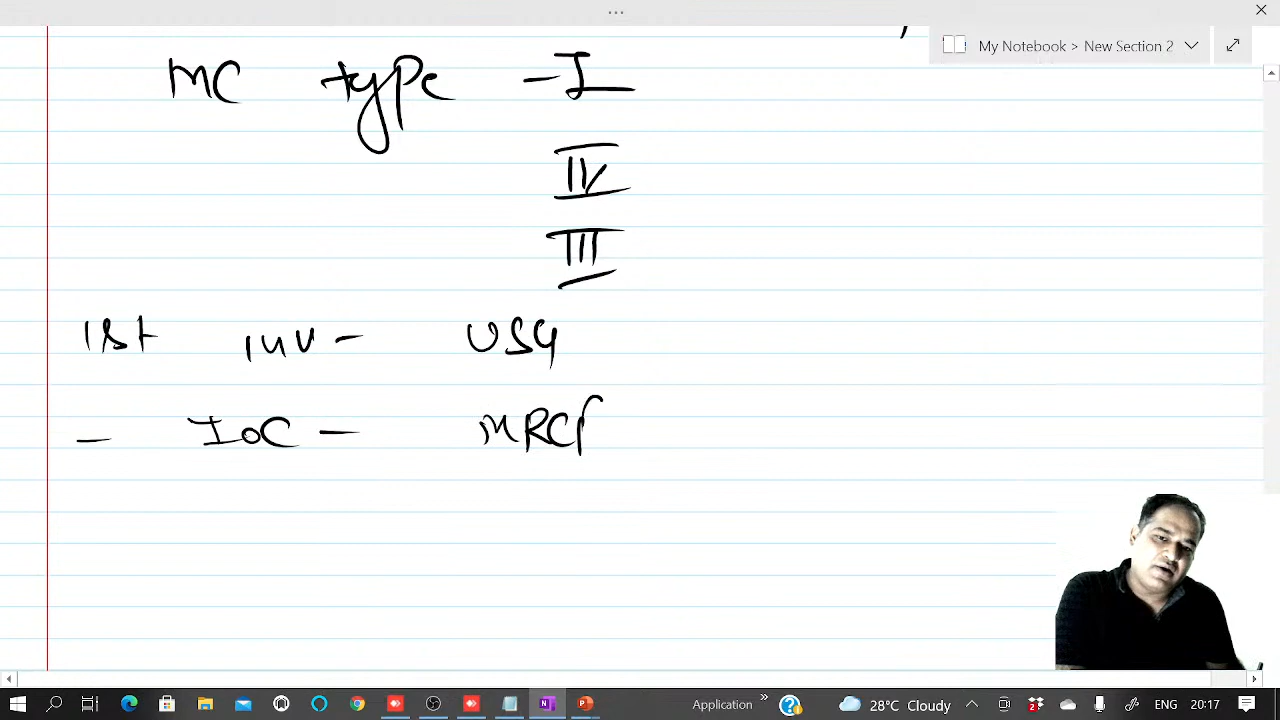 My Notebook > New Section 2
MC type - I
IV
III
1st inv - USG
- IOC - MRCP
Application
28°C Cloudy
ENG
20:17